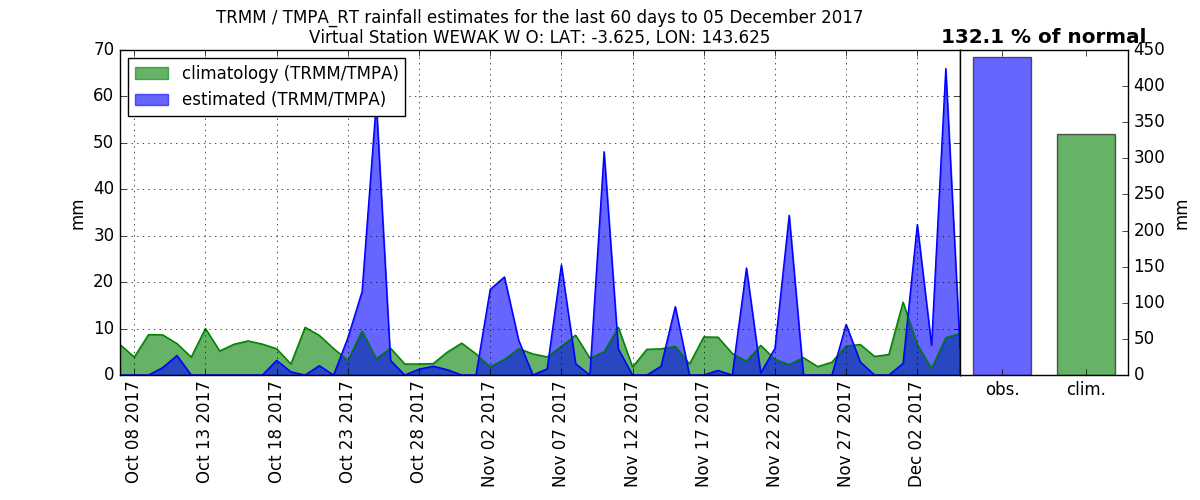 TRMM / TMPA_RT rainfall estimates for the last 60 days to 05 December 2017
Virtual Station WEWAK W O: LAT: -3.625, LON: 143.625
132.1 % of normal
climatology (TRMM/TMPA)
estimated (TRMM/TMPA)
mm
70
60
50
40
30
20
10
0
Oct 08 2017
Oct 13 2017
Oct 18 2017
Oct 23 2017
Oct 28 2017
Nov 02 2017
Nov 07 2017
Nov 12 2017
Nov 17 2017
Nov 22 2017
Nov 27 2017
Dec 02 2017
obs.
clim.
450
400
350
300
250
200
150
100
50
0
mm